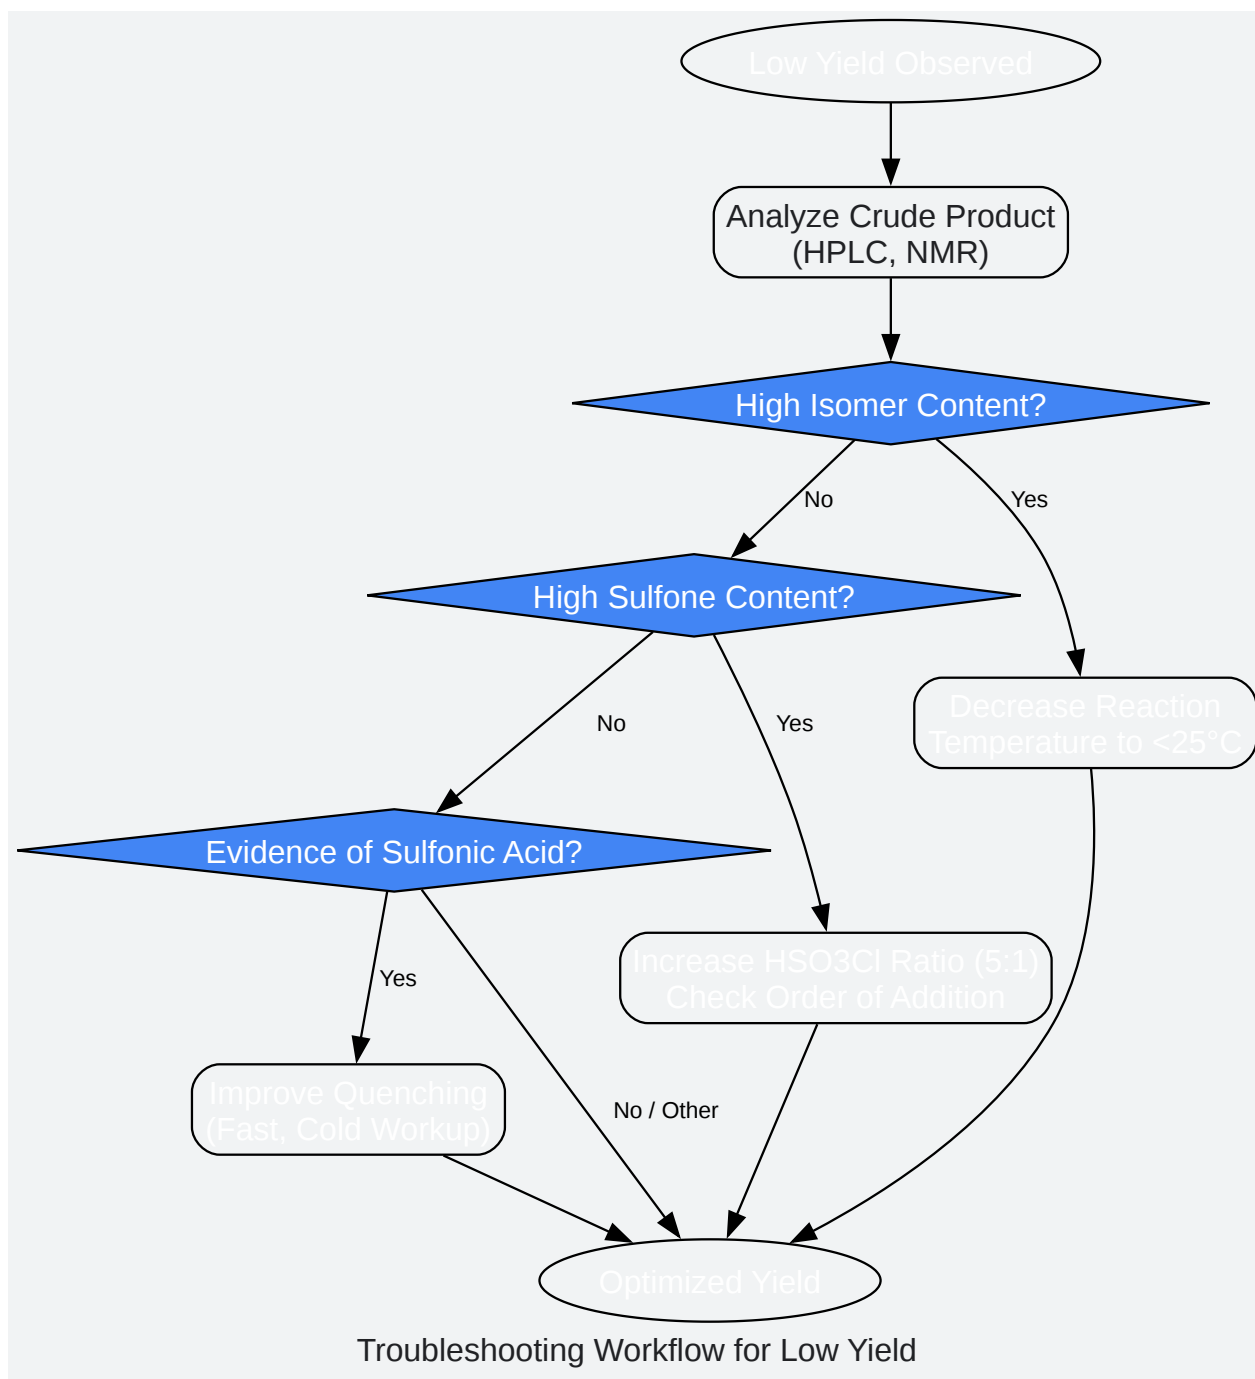 Low Yield Observed
Analyze Crude Product
(HPLC, NMR)
High Isomer Content?
No
Yes
High Sulfone Content?
Decrease Reaction
Temperature to <25°C
No
Yes
Evidence of Sulfonic Acid?
Increase HSO3Cl Ratio (5:1)
Check Order of Addition
Yes
Improve Quenching
(Fast, Cold Workup)
No / Other
Optimized Yield
Troubleshooting Workflow for Low Yield